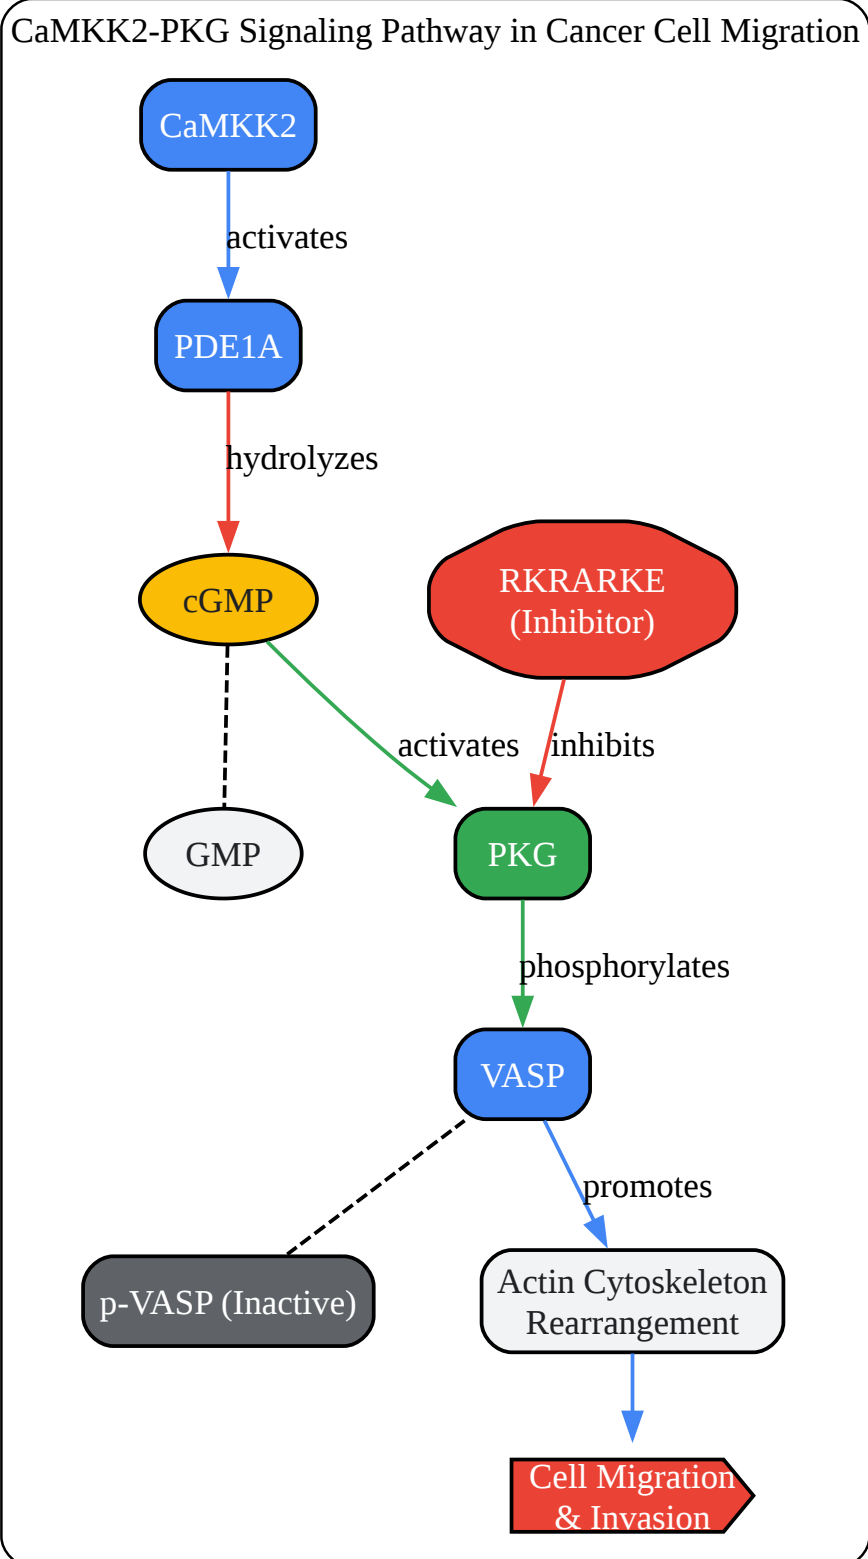 CaMKK2-PKG Signaling Pathway in Cancer Cell Migration
CaMKK2
activates
PDE1A
hydrolyzes
cGMP
RKRARKE
(Inhibitor)
activates
inhibits
GMP
PKG
phosphorylates
VASP
promotes
p-VASP (Inactive)
Actin Cytoskeleton
Rearrangement
Cell Migration
& Invasion